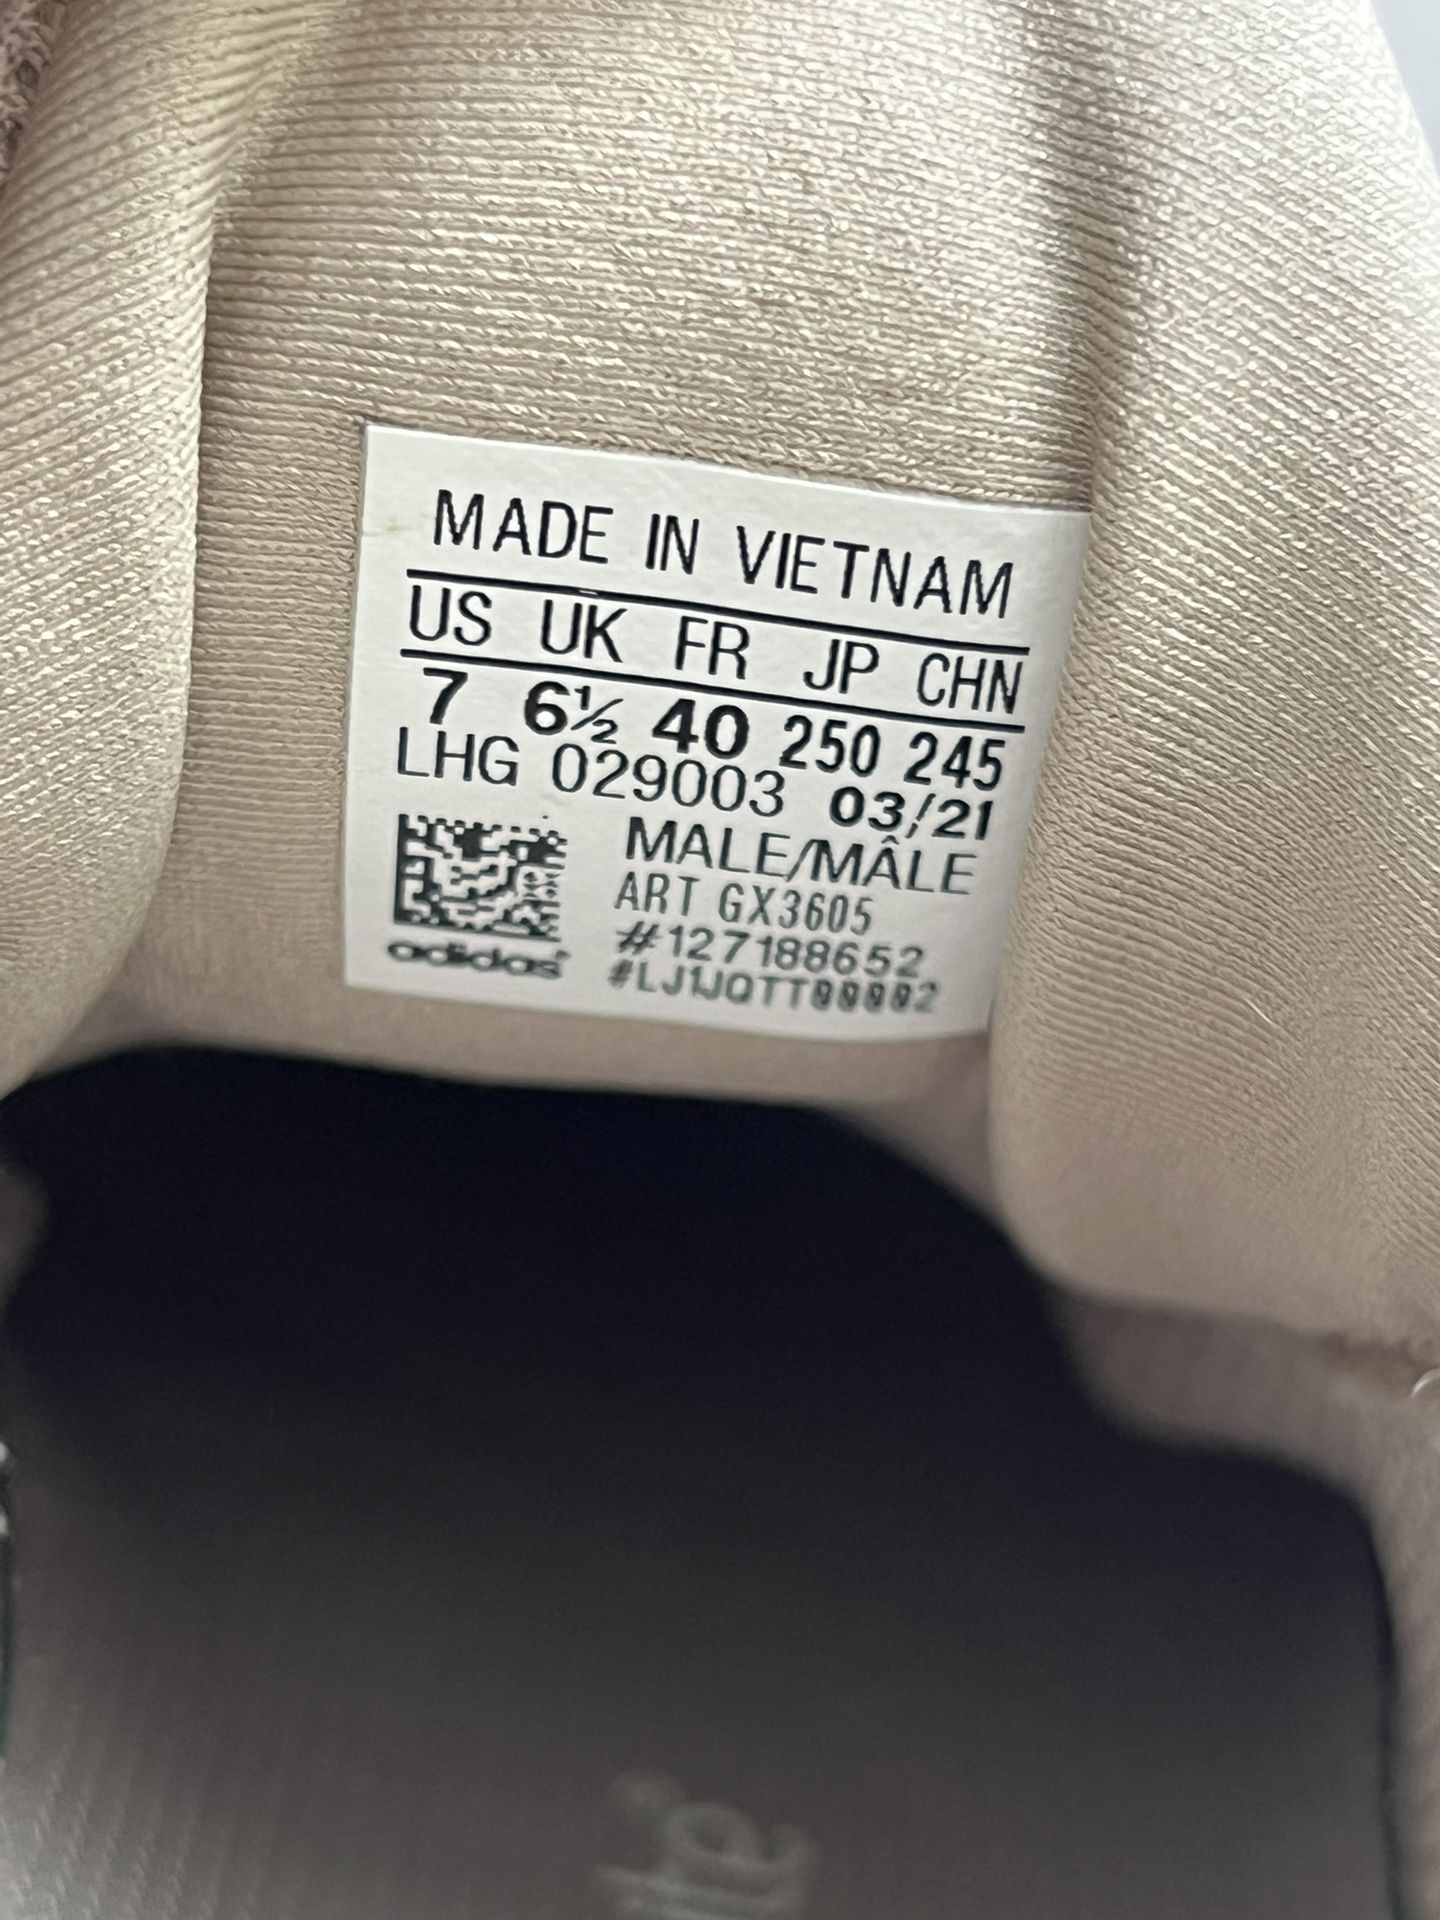 MADE IN VIETNAM
US UK FR JP CHN
7 6½ 40 250 245
LHG 029003 03/21
MALE/MÂLE
ART GX3605
#127188652
adidas